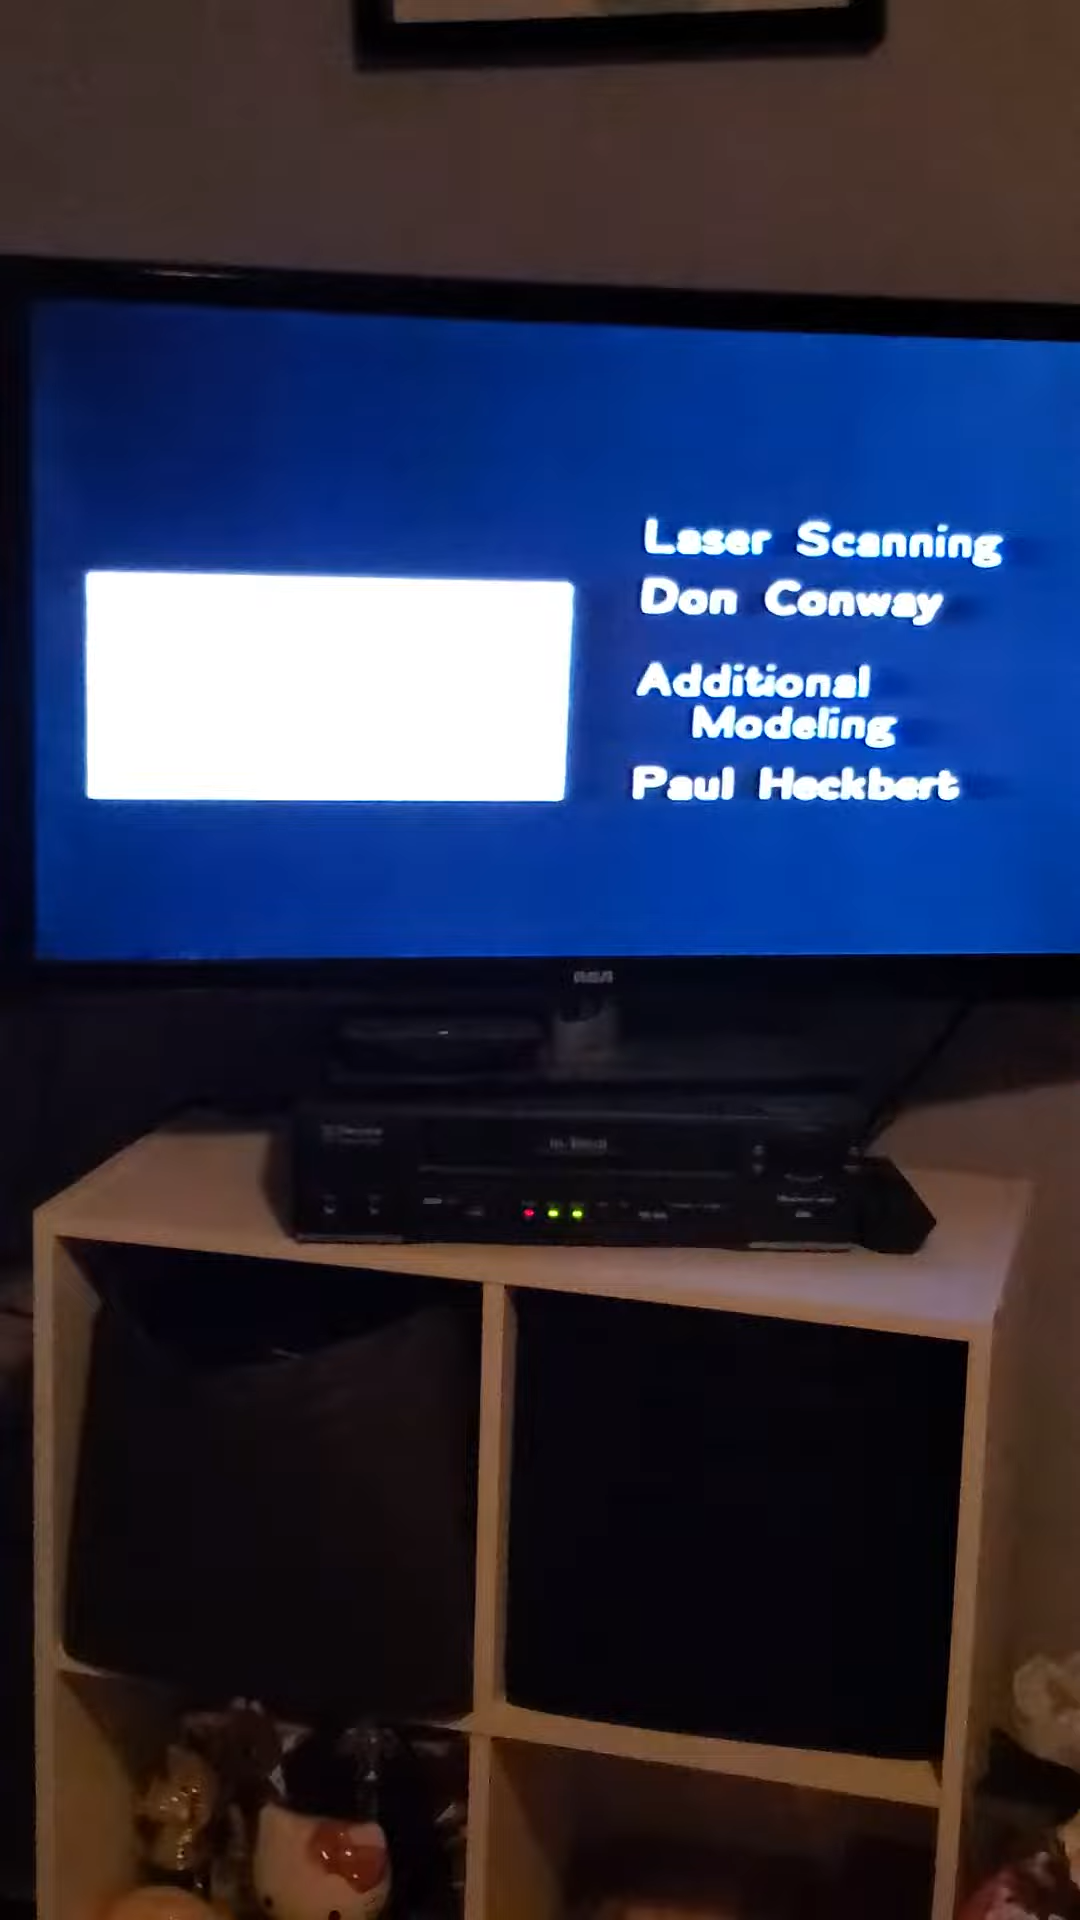 Laser Scanning
Don Conway
Additional
Modeling
Paul Heckbert
RCA